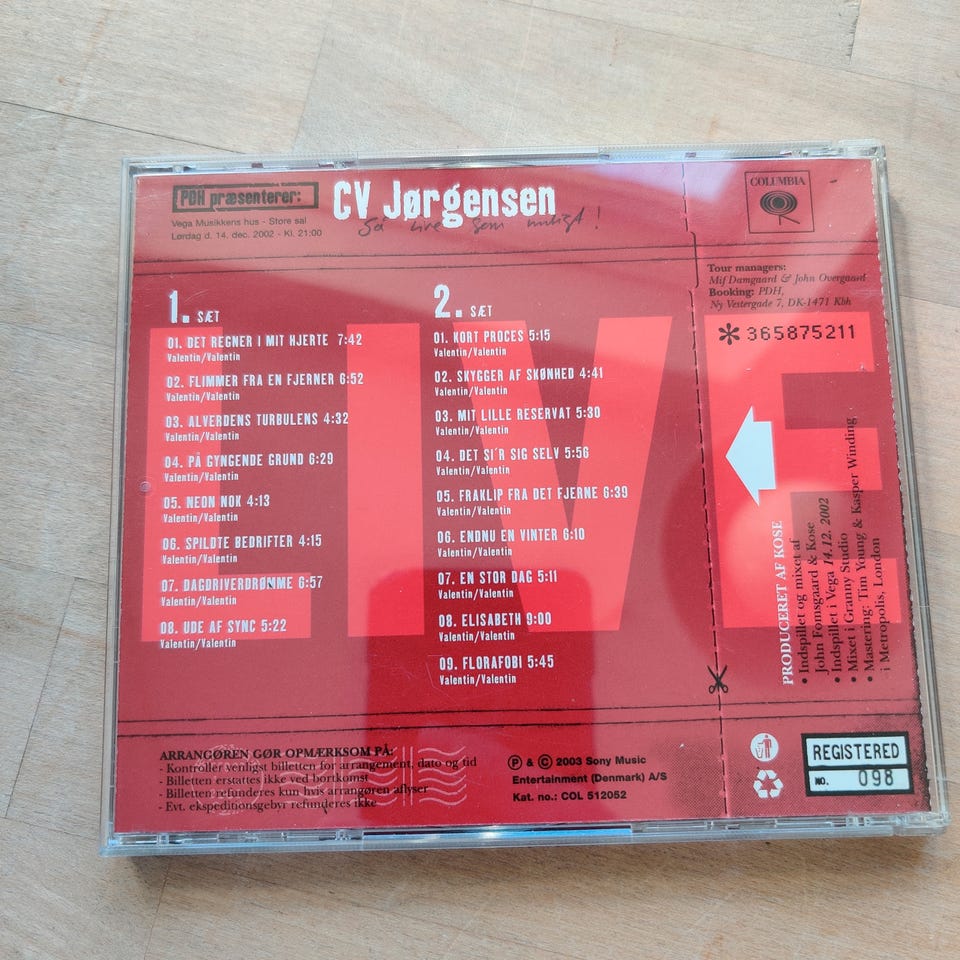 PDH præsenterer:
CV Jørgensen
Så live som muligt!
Vega Musikkens hus - Store sal
Lørdag d. 14. dec. 2002 - Kl. 21:00
COLUMBIA
Tour managers:
Mif Damgaard & John Overgaard
Booking: PDH,
Ny Vestergade 7, DK-1471 Kbh
*365875211
LIVE
1. SÆT
01. DET REGNER I MIT HJERTE 7:42
Valentin/Valentin
02. FLIMMER FRA EN FJERNER 6:52
Valentin/Valentin
03. ALVERDENS TURBULENS 4:32
Valentin/Valentin
04. PÅ GYNGENDE GRUND 6:29
Valentin/Valentin
05. NEON NOK 4:13
Valentin/Valentin
06. SPILDTE BEDRIFTER 4:15
Valentin/Valentin
07. DAGDRIVERDRØMME 6:57
Valentin/Valentin
08. UDE AF SYNC 5:22
Valentin/Valentin
2. SÆT
01. KORT PROCES 5:15
Valentin/Valentin
02. SKYGGER AF SKØNHED 4:41
Valentin/Valentin
03. MIT LILLE RESERVAT 5:30
Valentin/Valentin
04. DET SI'R SIG SELV 5:56
Valentin/Valentin
05. FRAKLIP FRA DET FJERNE 6:39
Valentin/Valentin
06. ENDNU EN VINTER 6:10
Valentin/Valentin
07. EN STOR DAG 5:11
Valentin/Valentin
08. ELISABETH 9:00
Valentin/Valentin
09. FLORAFOBI 5:45
Valentin/Valentin
PRODUCERET AF KOSE
• Indspillet og mixet af
John Fomsgaard & Kose
• Indspillet i Vega 14.12. 2002
• Mixet i Granny Studio
• Mastering: Tim Young & Kasper Winding
i Metropolis, London
ARRANGØREN GØR OPMÆRKSOM PÅ:
- Kontroller venligst billetten for arrangement, dato og tid
- Billetten erstattes ikke ved bortkomst
- Billetten refunderes kun hvis arrangøren aflyser
- Evt. ekspeditionsgebyr refunderes ikke
Ⓟ & © 2003 Sony Music
Entertainment (Denmark) A/S
Kat. no.: COL 512052
REGISTERED
NO. 098